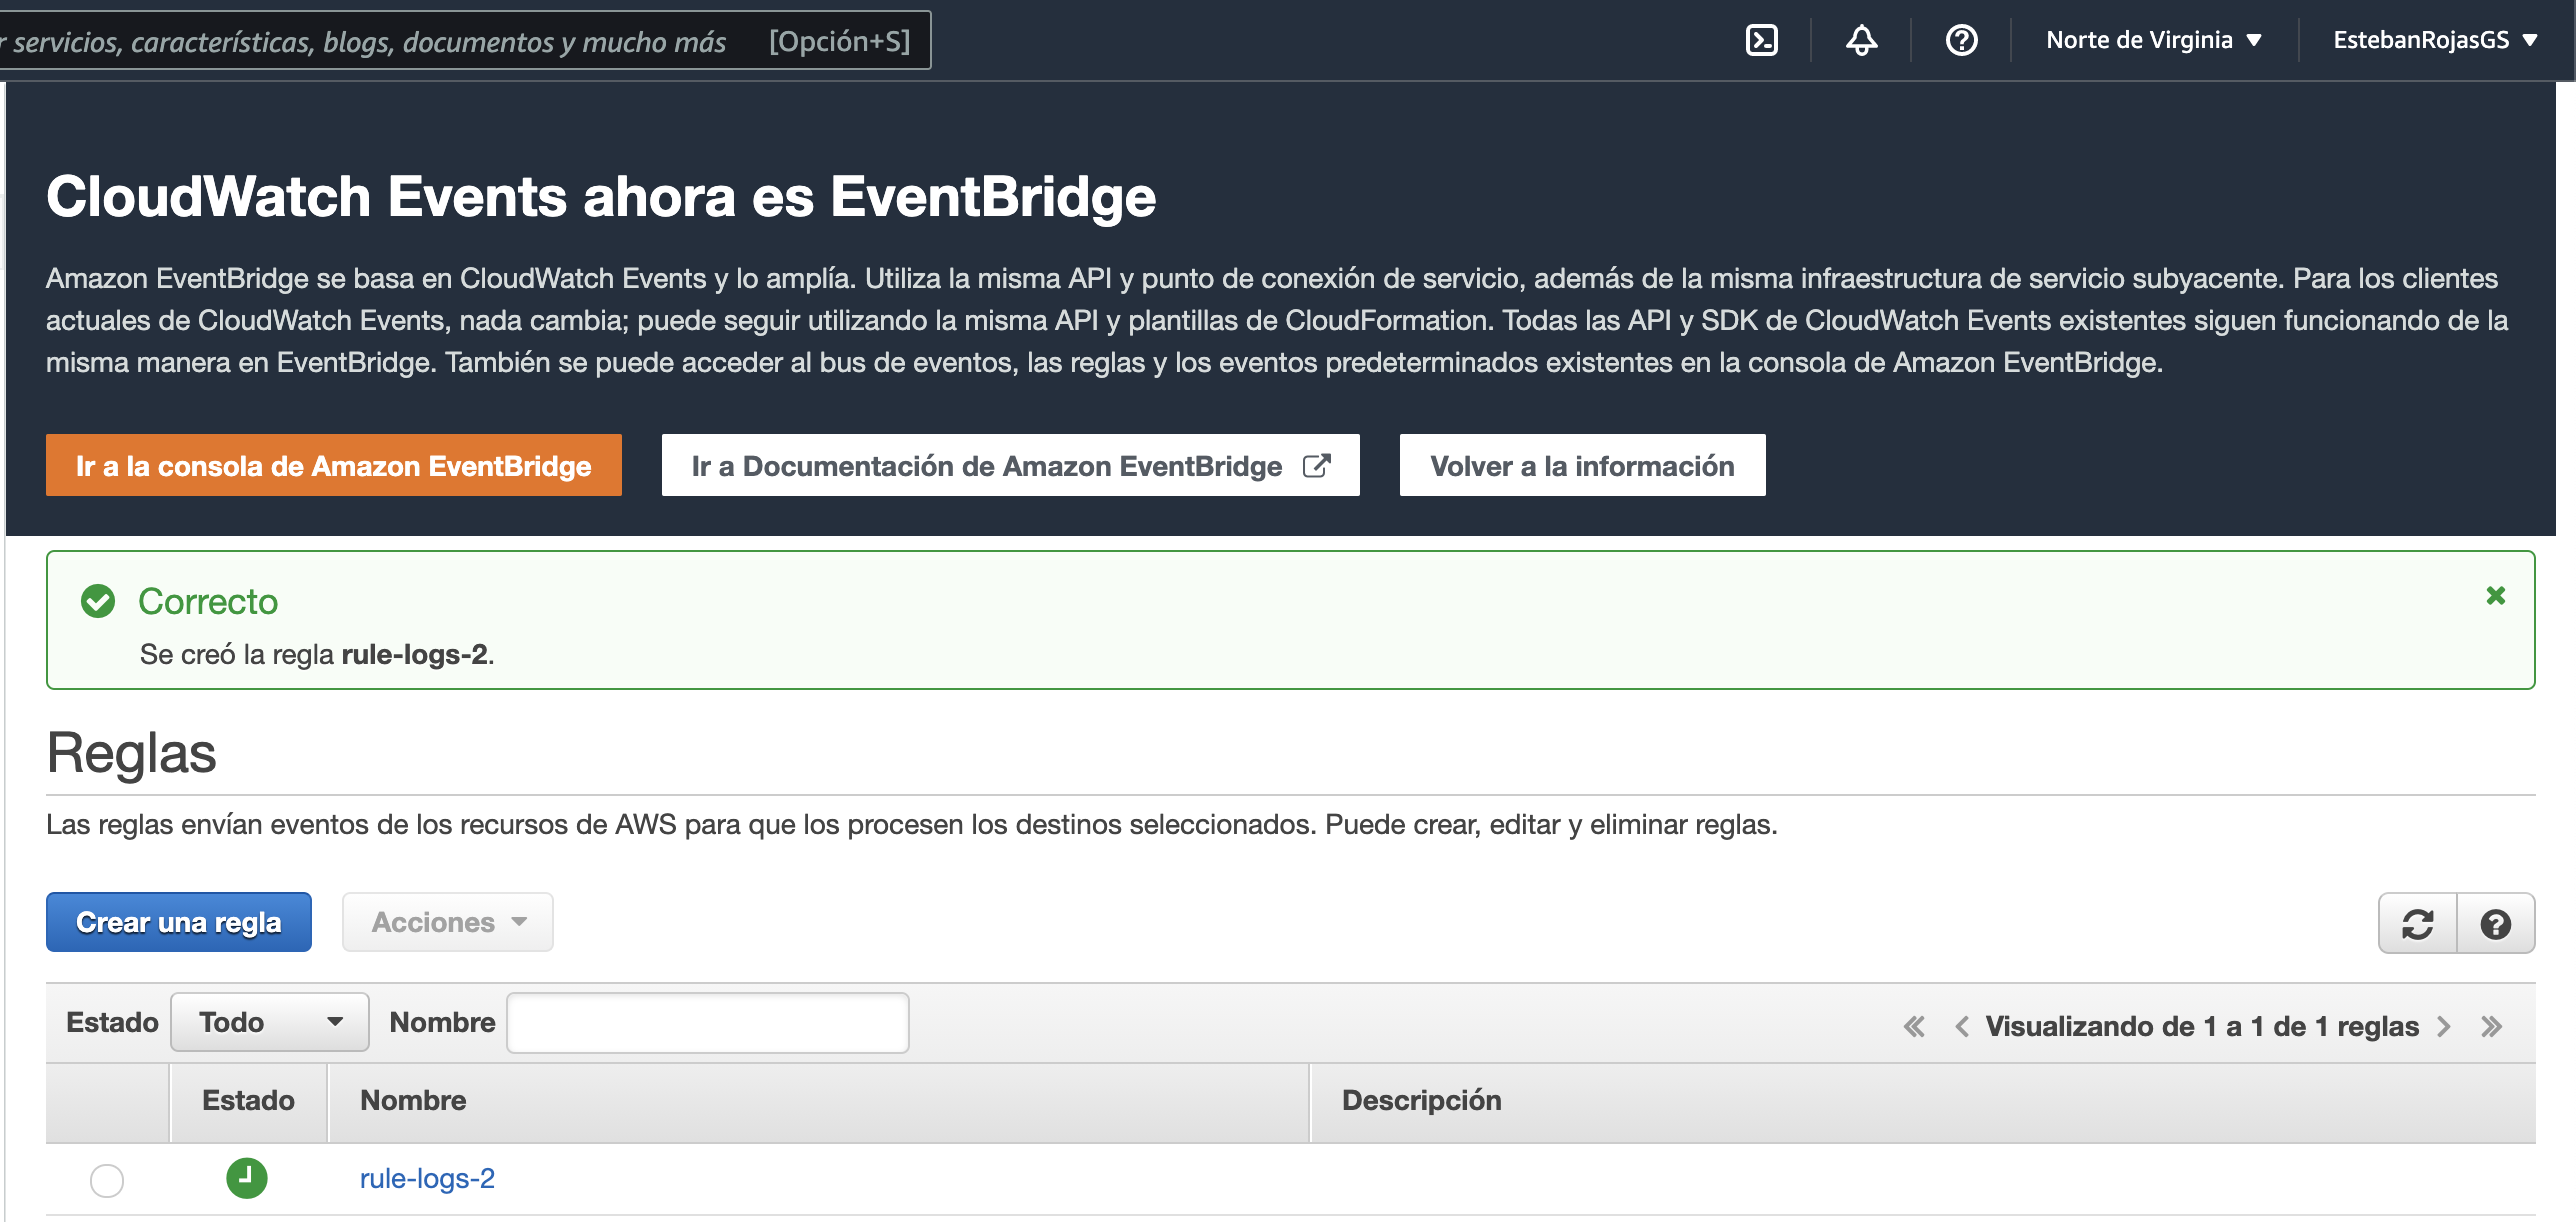 r servicios, características, blogs, documentos y mucho más [Opción+S] Norte de Virginia ▼ EstebanRojasGS ▼
CloudWatch Events ahora es EventBridge
Amazon EventBridge se basa en CloudWatch Events y lo amplía. Utiliza la misma API y punto de conexión de servicio, además de la misma infraestructura de servicio subyacente. Para los clientes
actuales de CloudWatch Events, nada cambia; puede seguir utilizando la misma API y plantillas de CloudFormation. Todas las API y SDK de CloudWatch Events existentes siguen funcionando de la
misma manera en EventBridge. También se puede acceder al bus de eventos, las reglas y los eventos predeterminados existentes en la consola de Amazon EventBridge.
Ir a la consola de Amazon EventBridge Ir a Documentación de Amazon EventBridge Volver a la información
Correcto
Se creó la regla rule-logs-2.
Reglas
Las reglas envían eventos de los recursos de AWS para que los procesen los destinos seleccionados. Puede crear, editar y eliminar reglas.
Crear una regla Acciones
Estado Todo Nombre « < Visualizando de 1 a 1 de 1 reglas > »
Estado Nombre Descripción
rule-logs-2